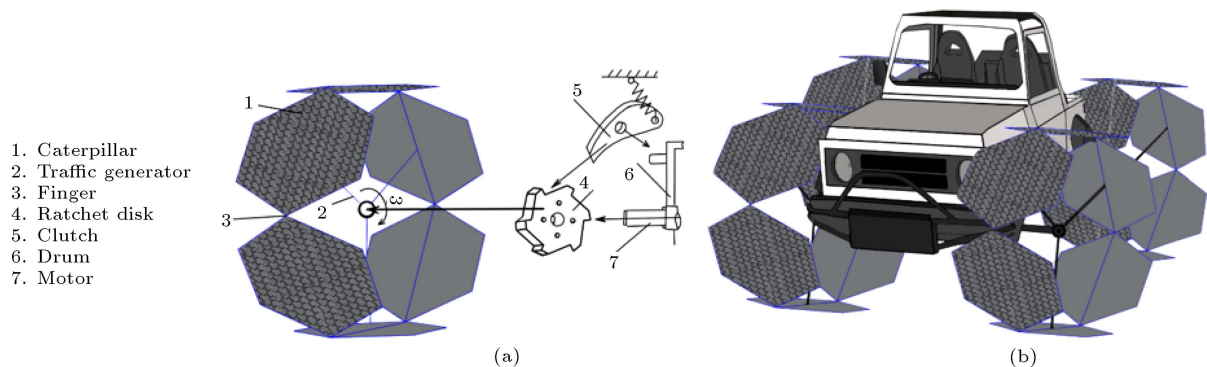 1. Caterpillar
2. Traffic generator
3. Finger
4. Ratchet disk
5. Clutch
6. Drum
7. Motor
1
2
3
ω
4
5
6
7
(a)
(b)